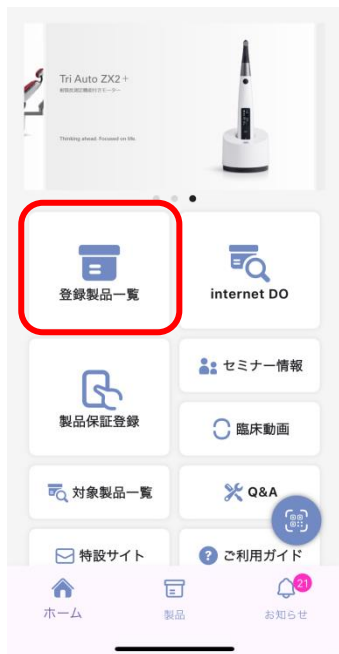 Tri Auto ZX2+
Thinking ahead. Focused on life.
登録製品一覧
internet DO
製品保証登録
セミナー情報
臨床動画
対象製品一覧
Q&A
特設サイト
ご利用ガイド
21
ホーム
製品
お知らせ